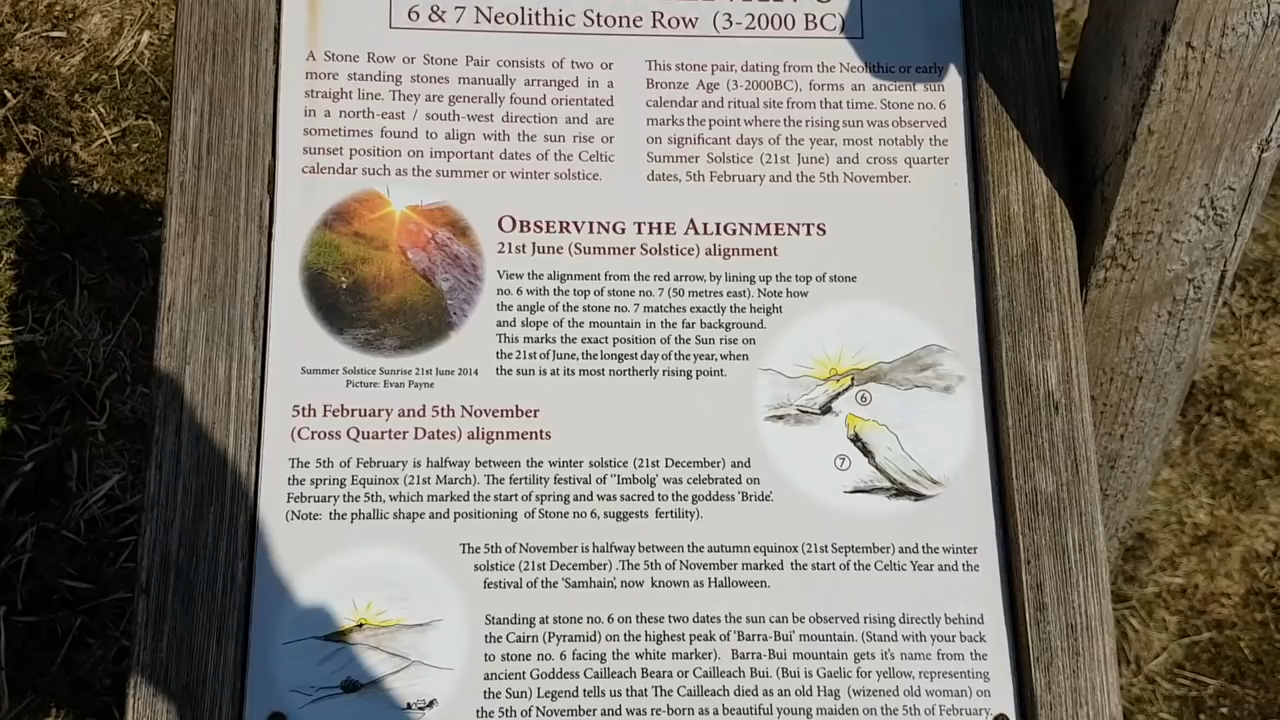 6 & 7 Neolithic Stone Row (3-2000 BC)
A Stone Row or Stone Pair consists of two or
more standing stones manually arranged in a
straight line. They are generally found orientated
in a north-east / south-west direction and are
sometimes found to align with the sun rise or
sunset position on important dates of the Celtic
calendar such as the summer or winter solstice.
This stone pair, dating from the Neolithic or early
Bronze Age (3-2000BC), forms an ancient sun
calendar and ritual site from that time. Stone no. 6
marks the point where the rising sun was observed
on significant days of the year, most notably the
Summer Solstice (21st June) and cross quarter
dates, 5th February and the 5th November.
OBSERVING THE ALIGNMENTS
21st June (Summer Solstice) alignment
View the alignment from the red arrow, by lining up the top of stone
no. 6 with the top of stone no. 7 (50 metres east). Note how
the angle of the stone no. 7 matches exactly the height
and slope of the mountain in the far background.
This marks the exact position of the Sun rise on
the 21st of June, the longest day of the year, when
the sun is at its most northerly rising point.
Summer Solstice Sunrise 21st June 2014
Picture: Evan Payne
6
7
5th February and 5th November
(Cross Quarter Dates) alignments
The 5th of February is halfway between the winter solstice (21st December) and
the spring Equinox (21st March). The fertility festival of "Imbolg' was celebrated on
February the 5th, which marked the start of spring and was sacred to the goddess 'Bride'.
(Note: the phallic shape and positioning of Stone no 6, suggests fertility).
The 5th of November is halfway between the autumn equinox (21st September) and the winter
solstice (21st December) .The 5th of November marked the start of the Celtic Year and the
festival of the 'Samhain', now known as Halloween.
Standing at stone no. 6 on these two dates the sun can be observed rising directly behind
the Cairn (Pyramid) on the highest peak of 'Barra-Bui' mountain. (Stand with your back
to stone no. 6 facing the white marker). Barra-Bui mountain gets it's name from the
ancient Goddess Cailleach Beara or Cailleach Bui. (Bui is Gaelic for yellow, representing
the Sun) Legend tells us that The Cailleach died as an old Hag (wizened old woman) on
the 5th of November and was re-born as a beautiful young maiden on the 5th of February.